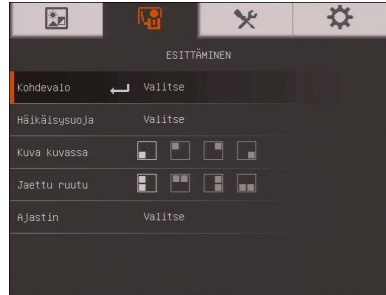 ESITTÄMINEN
Kohdevalo Valitse
Häikäisysuoja Valitse
Kuva kuvassa
Jaettu ruutu
Ajastin Valitse